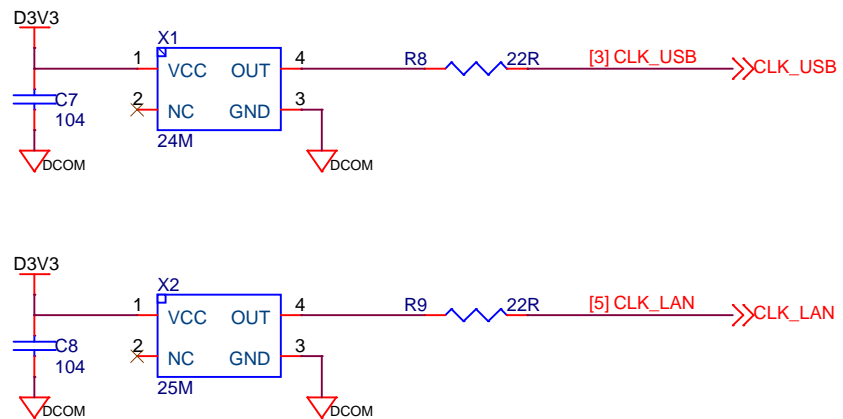 D3V3
X1
1 VCC OUT 4 R8 22R [3] CLK_USB CLK_USB
C7 2 NC GND 3
104
24M
DCOM DCOM
D3V3
X2
1 VCC OUT 4 R9 22R [5] CLK_LAN CLK_LAN
C8 2 NC GND 3
104
25M
DCOM DCOM